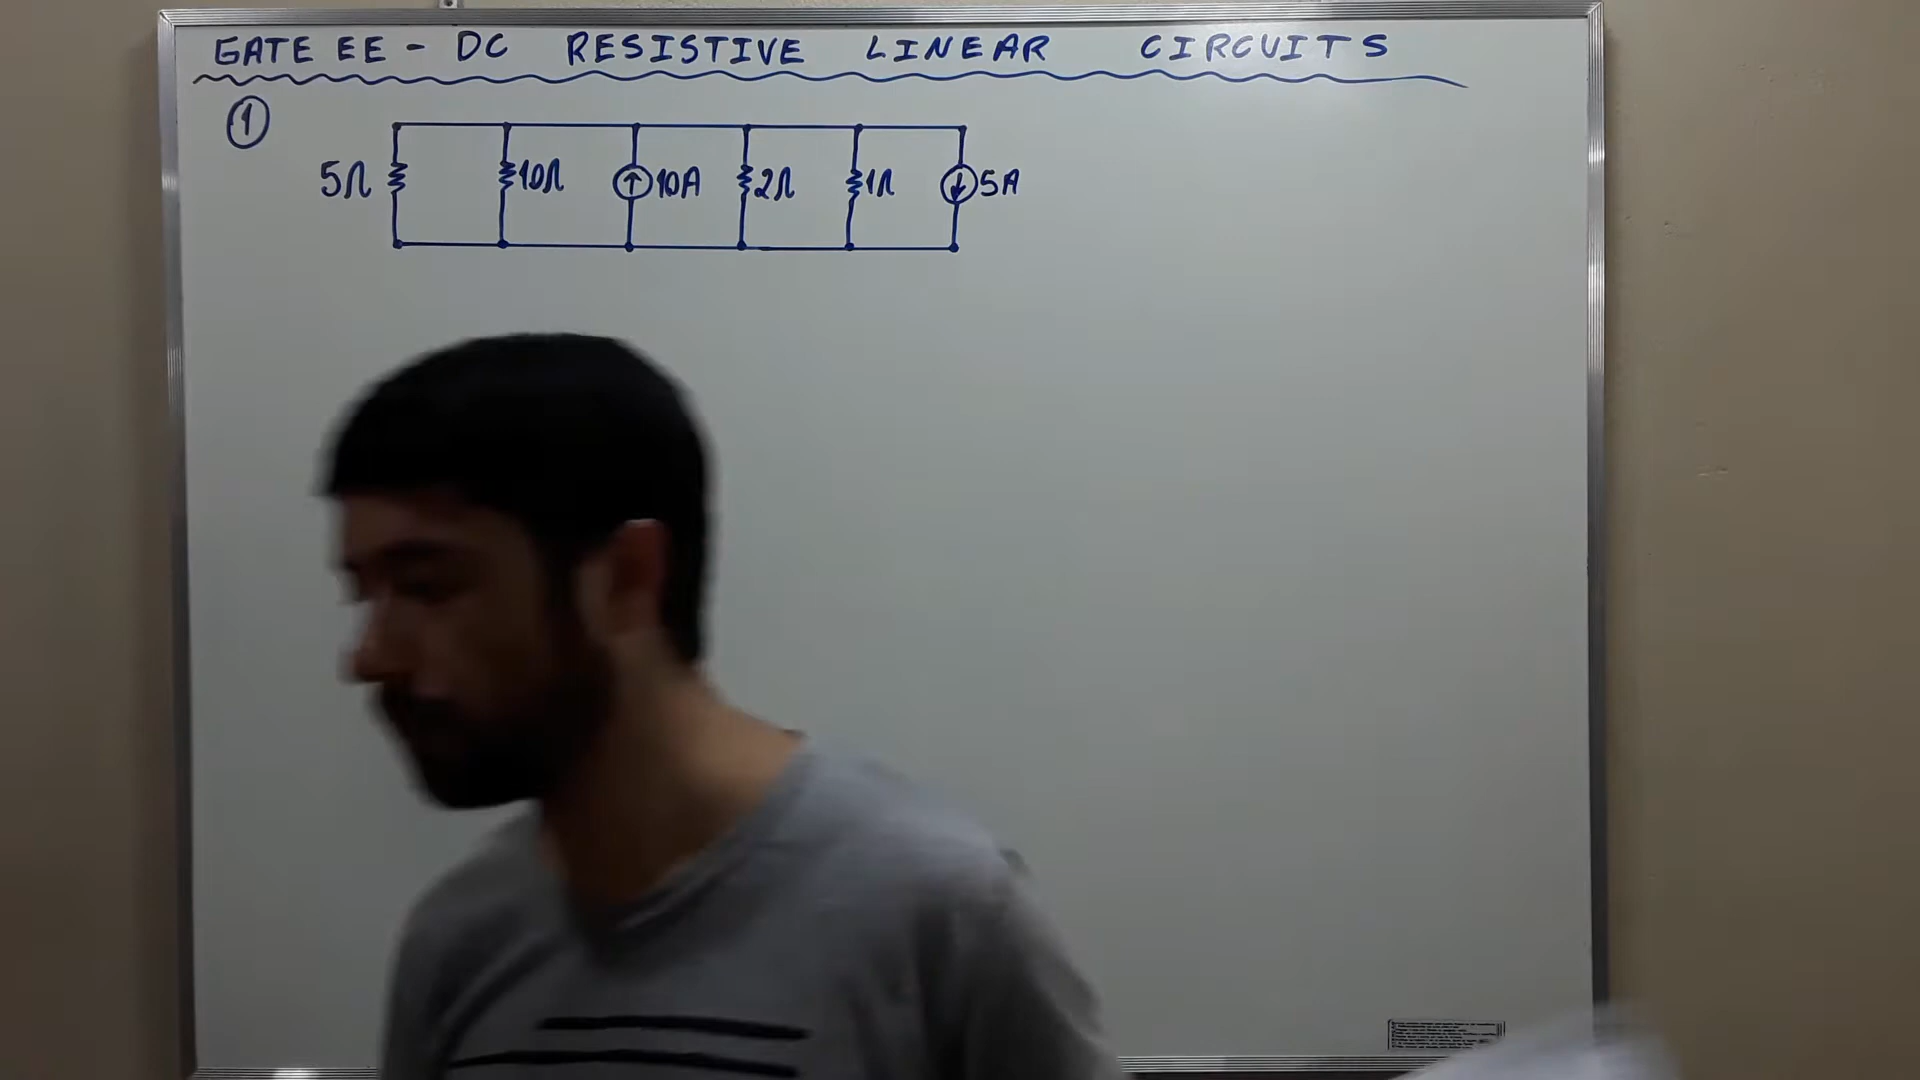 GATE EE - DC RESISTIVE LINEAR CIRCUITS
1
5Ω 10Ω 10A 2Ω 1Ω 5A